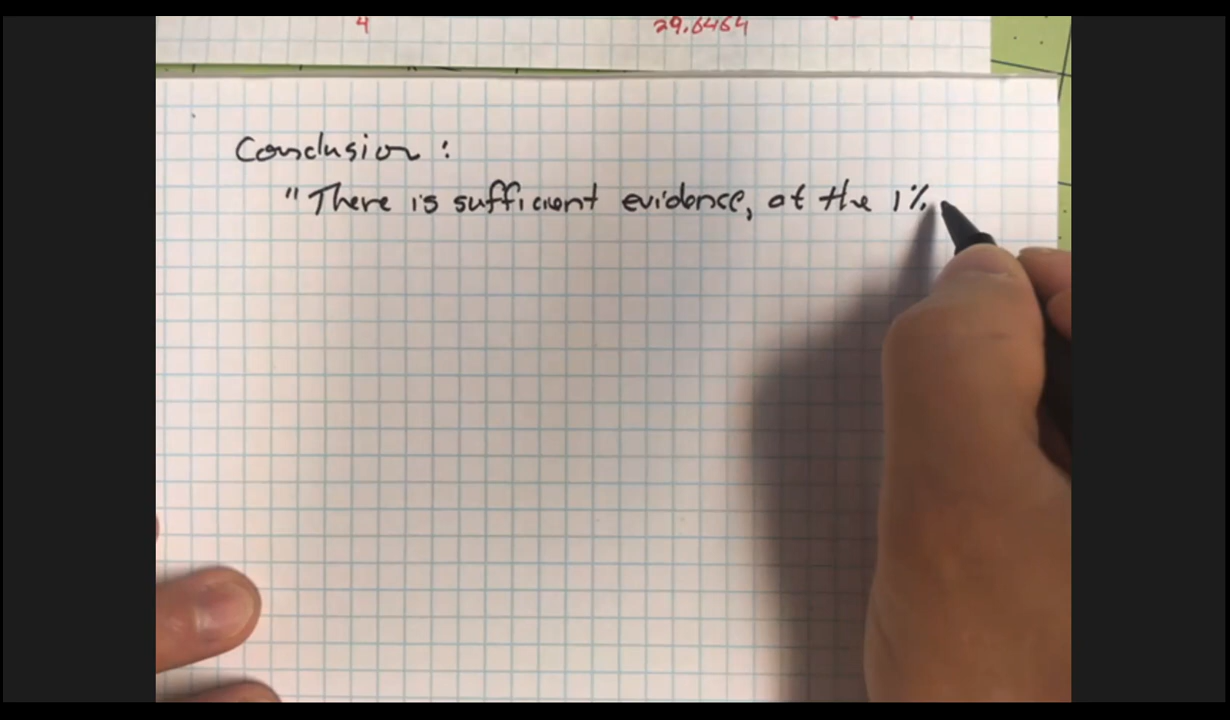 4 29.6464
Conclusion :
"There is sufficient evidence, at the 1%